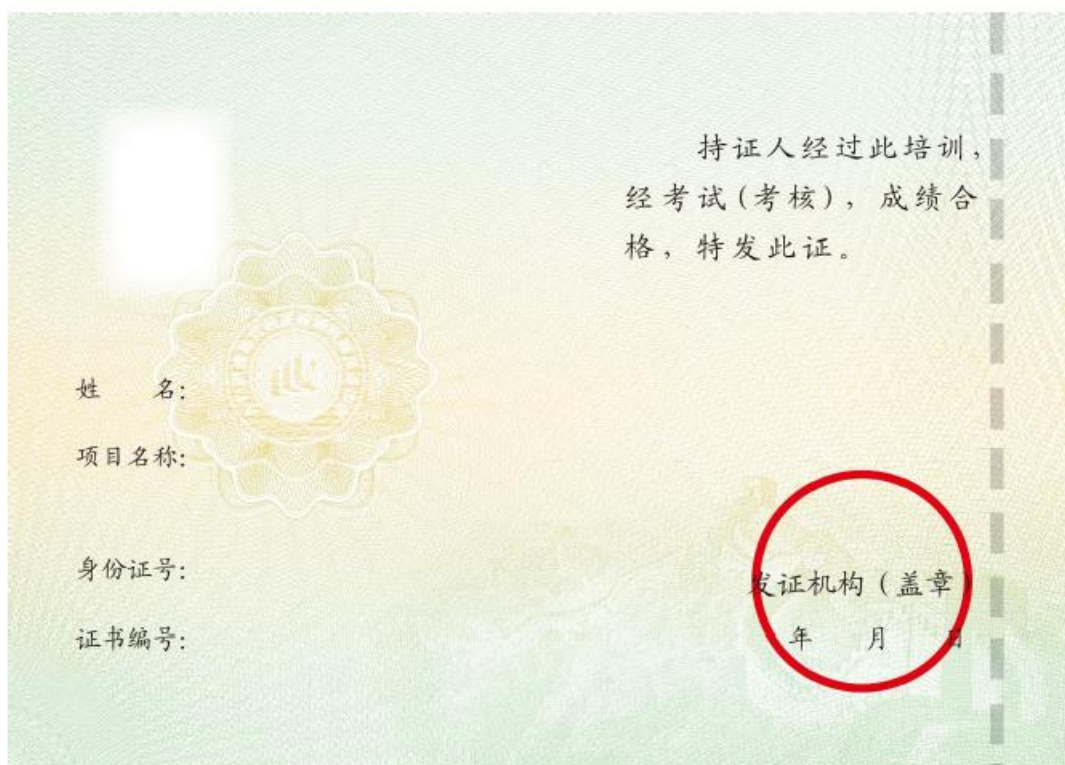 持证人经过此培训,
经考试(考核),成绩合
格,特发此证。
姓 名:
项目名称:
身份证号:
证书编号:
发证机构(盖章)
年 月 日